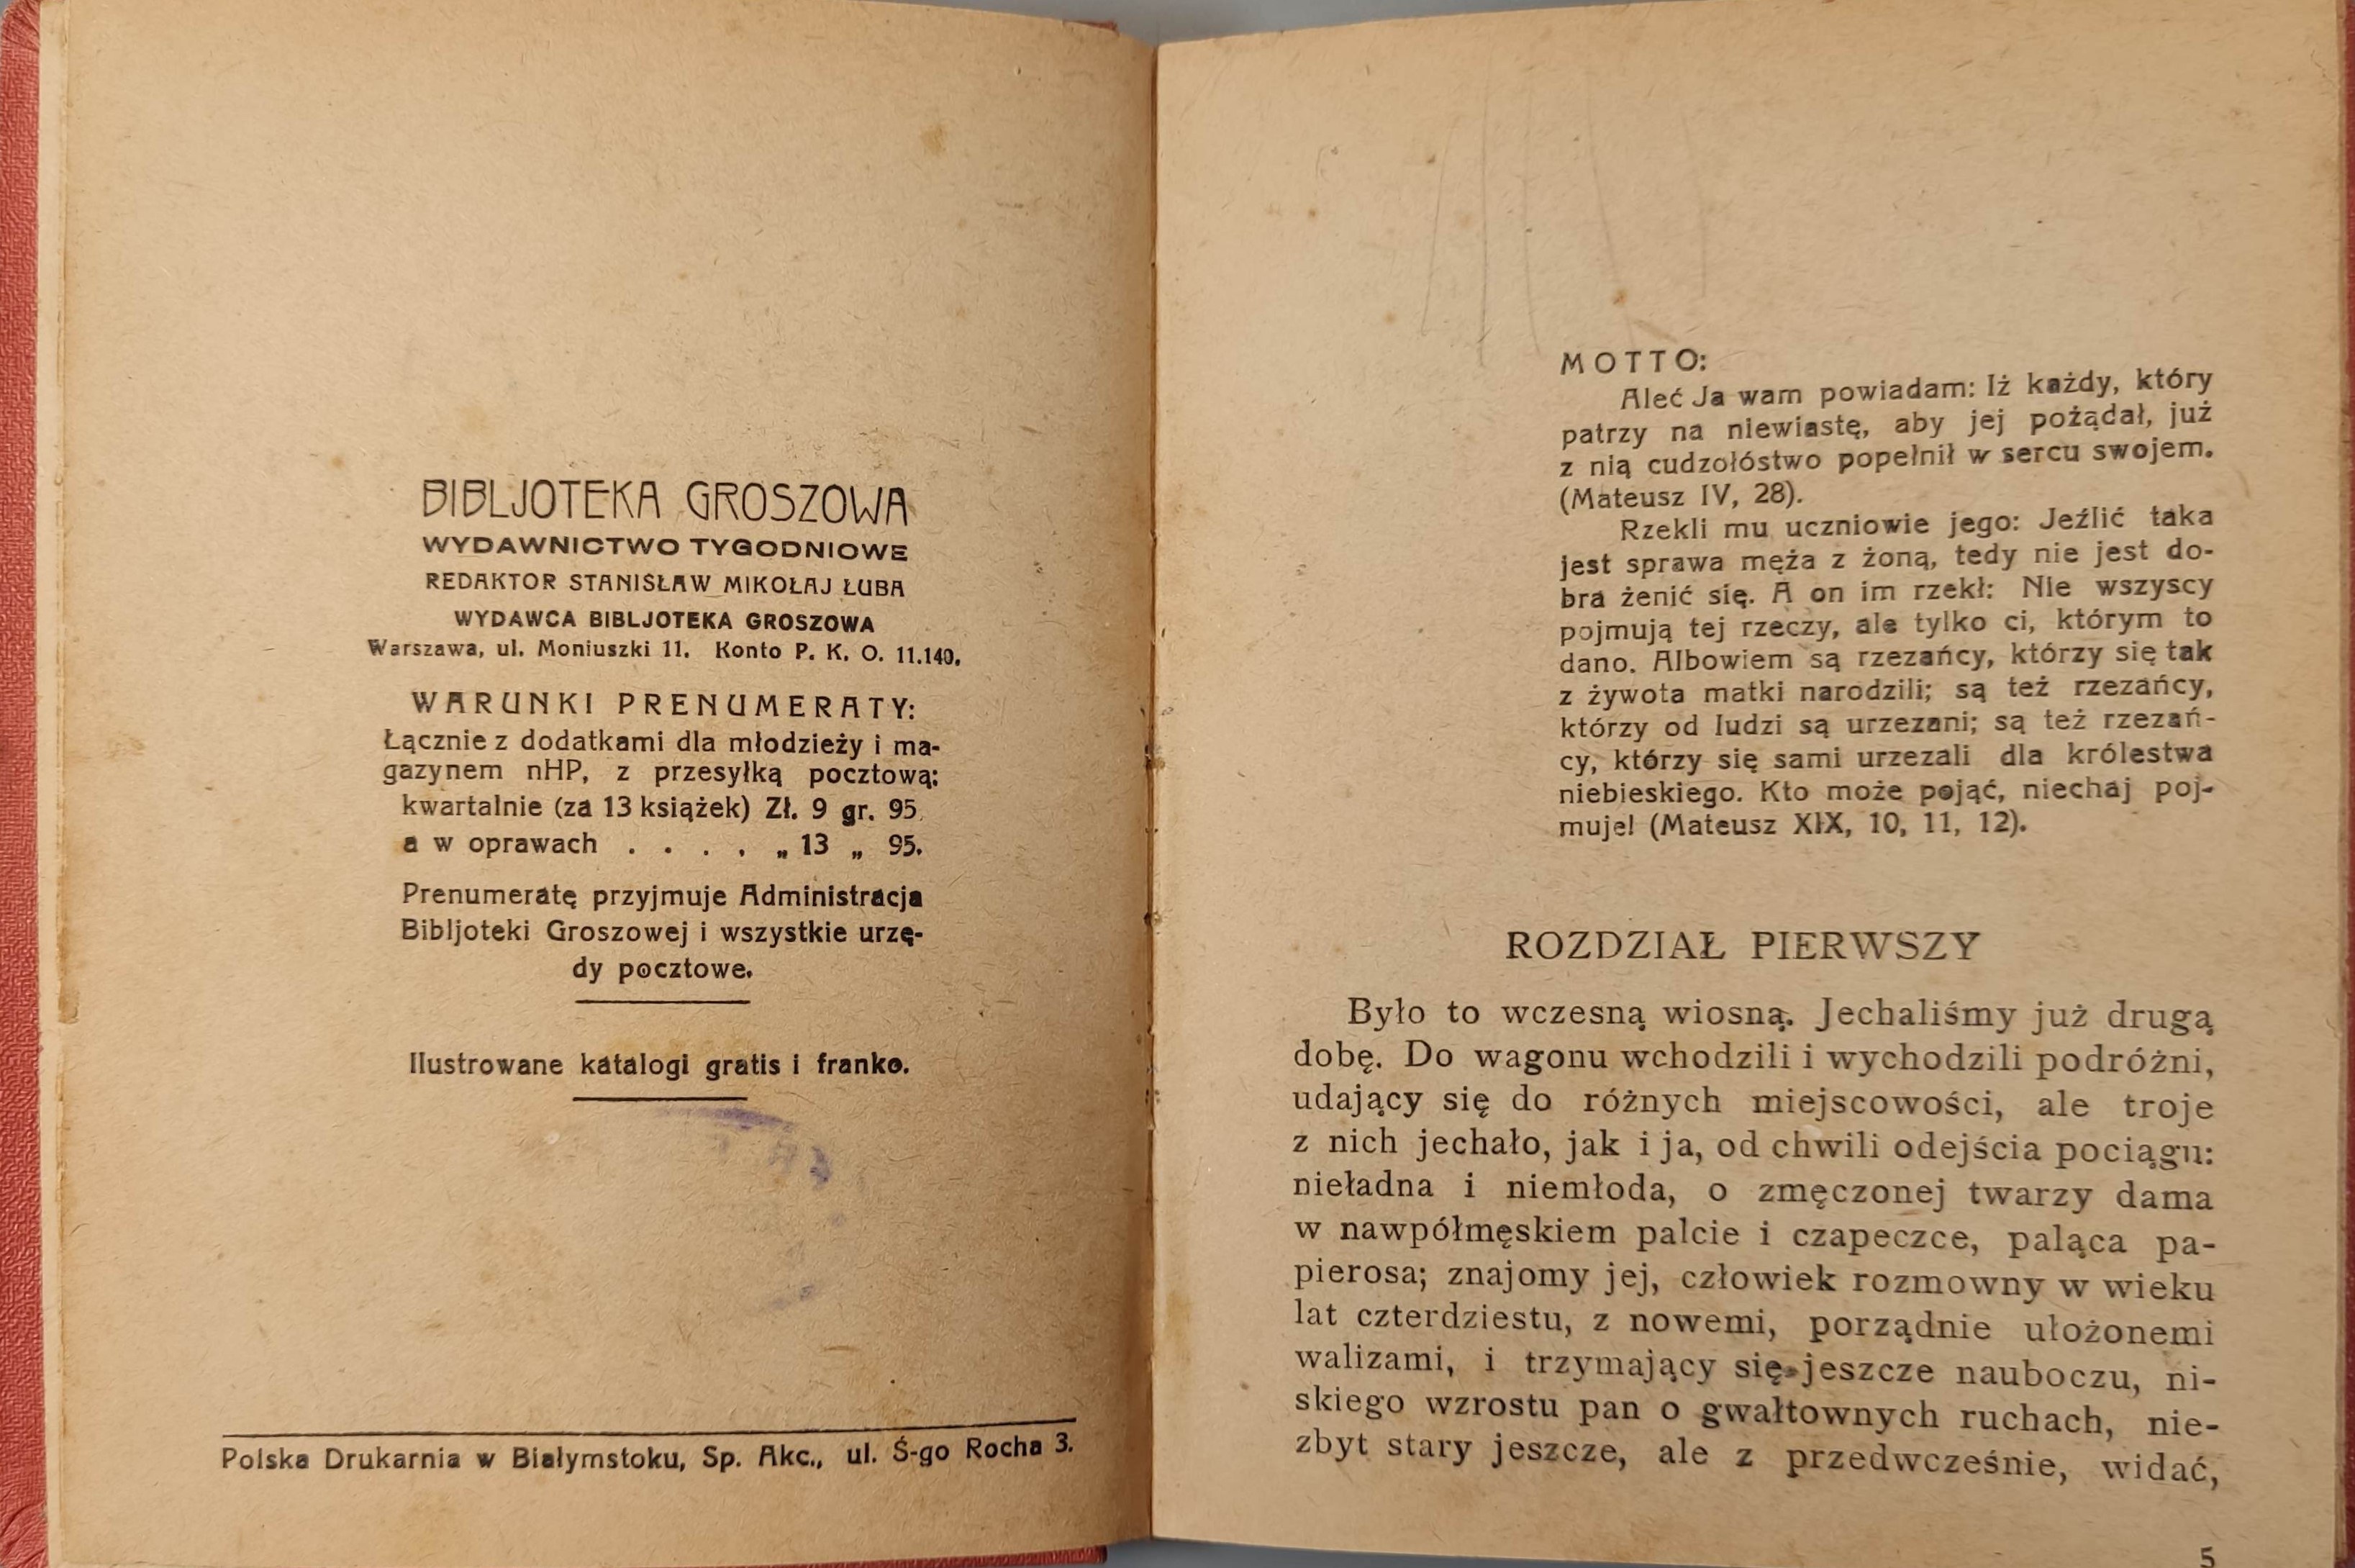 BIBLJOTEKA GROSZOWA
WYDAWNICTWO TYGODNIOWE
REDAKTOR STANISŁAW MIKOŁAJ ŁUBA
WYDAWCA BIBLJOTEKA GROSZOWA
Warszawa, ul. Moniuszki 11. Konto P. K. O. 11.140.
WARUNKI PRENUMERATY:
Łącznie z dodatkami dla młodzieży i ma-
gazynem nHP, z przesyłką pocztową:
kwartalnie (za 13 książek) Zł. 9 gr. 95
a w oprawach . . . . „ 13 „ 95.
Prenumeratę przyjmuje Administracja
Bibljoteki Groszowej i wszystkie urzę-
dy pocztowe.
Ilustrowane katalogi gratis i franko.
Polska Drukarnia w Białymstoku, Sp. Akc., ul. Ś-go Rocha 3.
MOTTO:
Aleć Ja wam powiadam: Iż każdy, który
patrzy na niewiastę, aby jej pożądał, już
z nią cudzołóstwo popełnił w sercu swojem.
(Mateusz IV, 28).
Rzekli mu uczniowie jego: Jeźlić taka
jest sprawa męża z żoną, tedy nie jest do-
bra żenić się. A on im rzekł: Nie wszyscy
pojmują tej rzeczy, ale tylko ci, którym to
dano. Albowiem są rzezańcy, którzy się tak
z żywota matki narodzili; są też rzezańcy,
którzy od ludzi są urzezani; są też rzezań-
cy, którzy się sami urzezali dla królestwa
niebieskiego. Kto może pojąć, niechaj poj-
muje! (Mateusz XIX, 10, 11, 12).
ROZDZIAŁ PIERWSZY
Było to wczesną wiosną. Jechaliśmy już drugą
dobę. Do wagonu wchodzili i wychodzili podróżni,
udający się do różnych miejscowości, ale troje
z nich jechało, jak i ja, od chwili odejścia pociągu:
nieładna i niemłoda, o zmęczonej twarzy dama
w nawpółmęskiem palcie i czapeczce, paląca pa-
pierosa; znajomy jej, człowiek rozmowny w wieku
lat czterdziestu, z nowemi, porządnie ułożonemi
walizami, i trzymający się jeszcze nauboczu, ni-
skiego wzrostu pan o gwałtownych ruchach, nie-
zbyt stary jeszcze, ale z przedwcześnie, widać,
5